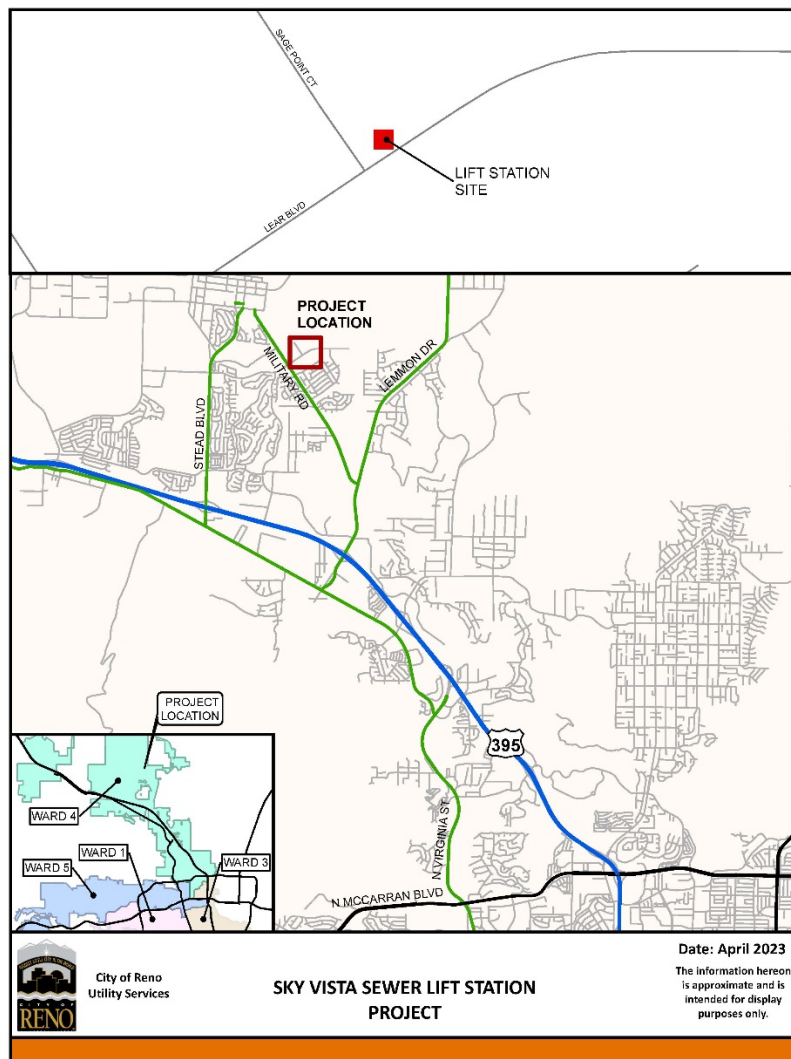 SAGE POINT CT
LIFT STATION
SITE
LEAR BLVD
PROJECT
LOCATION
MILITARY RD
LEMMON DR
STEAD BLVD
395
N VIRGINIA ST
N MCCARRAN BLVD
PROJECT
LOCATION
WARD 4
WARD 1
WARD 3
WARD 5
CITY OF
RENO
City of Reno
Utility Services
SKY VISTA SEWER LIFT STATION
PROJECT
Date: April 2023
The information hereon
is approximate and is
intended for display
purposes only.